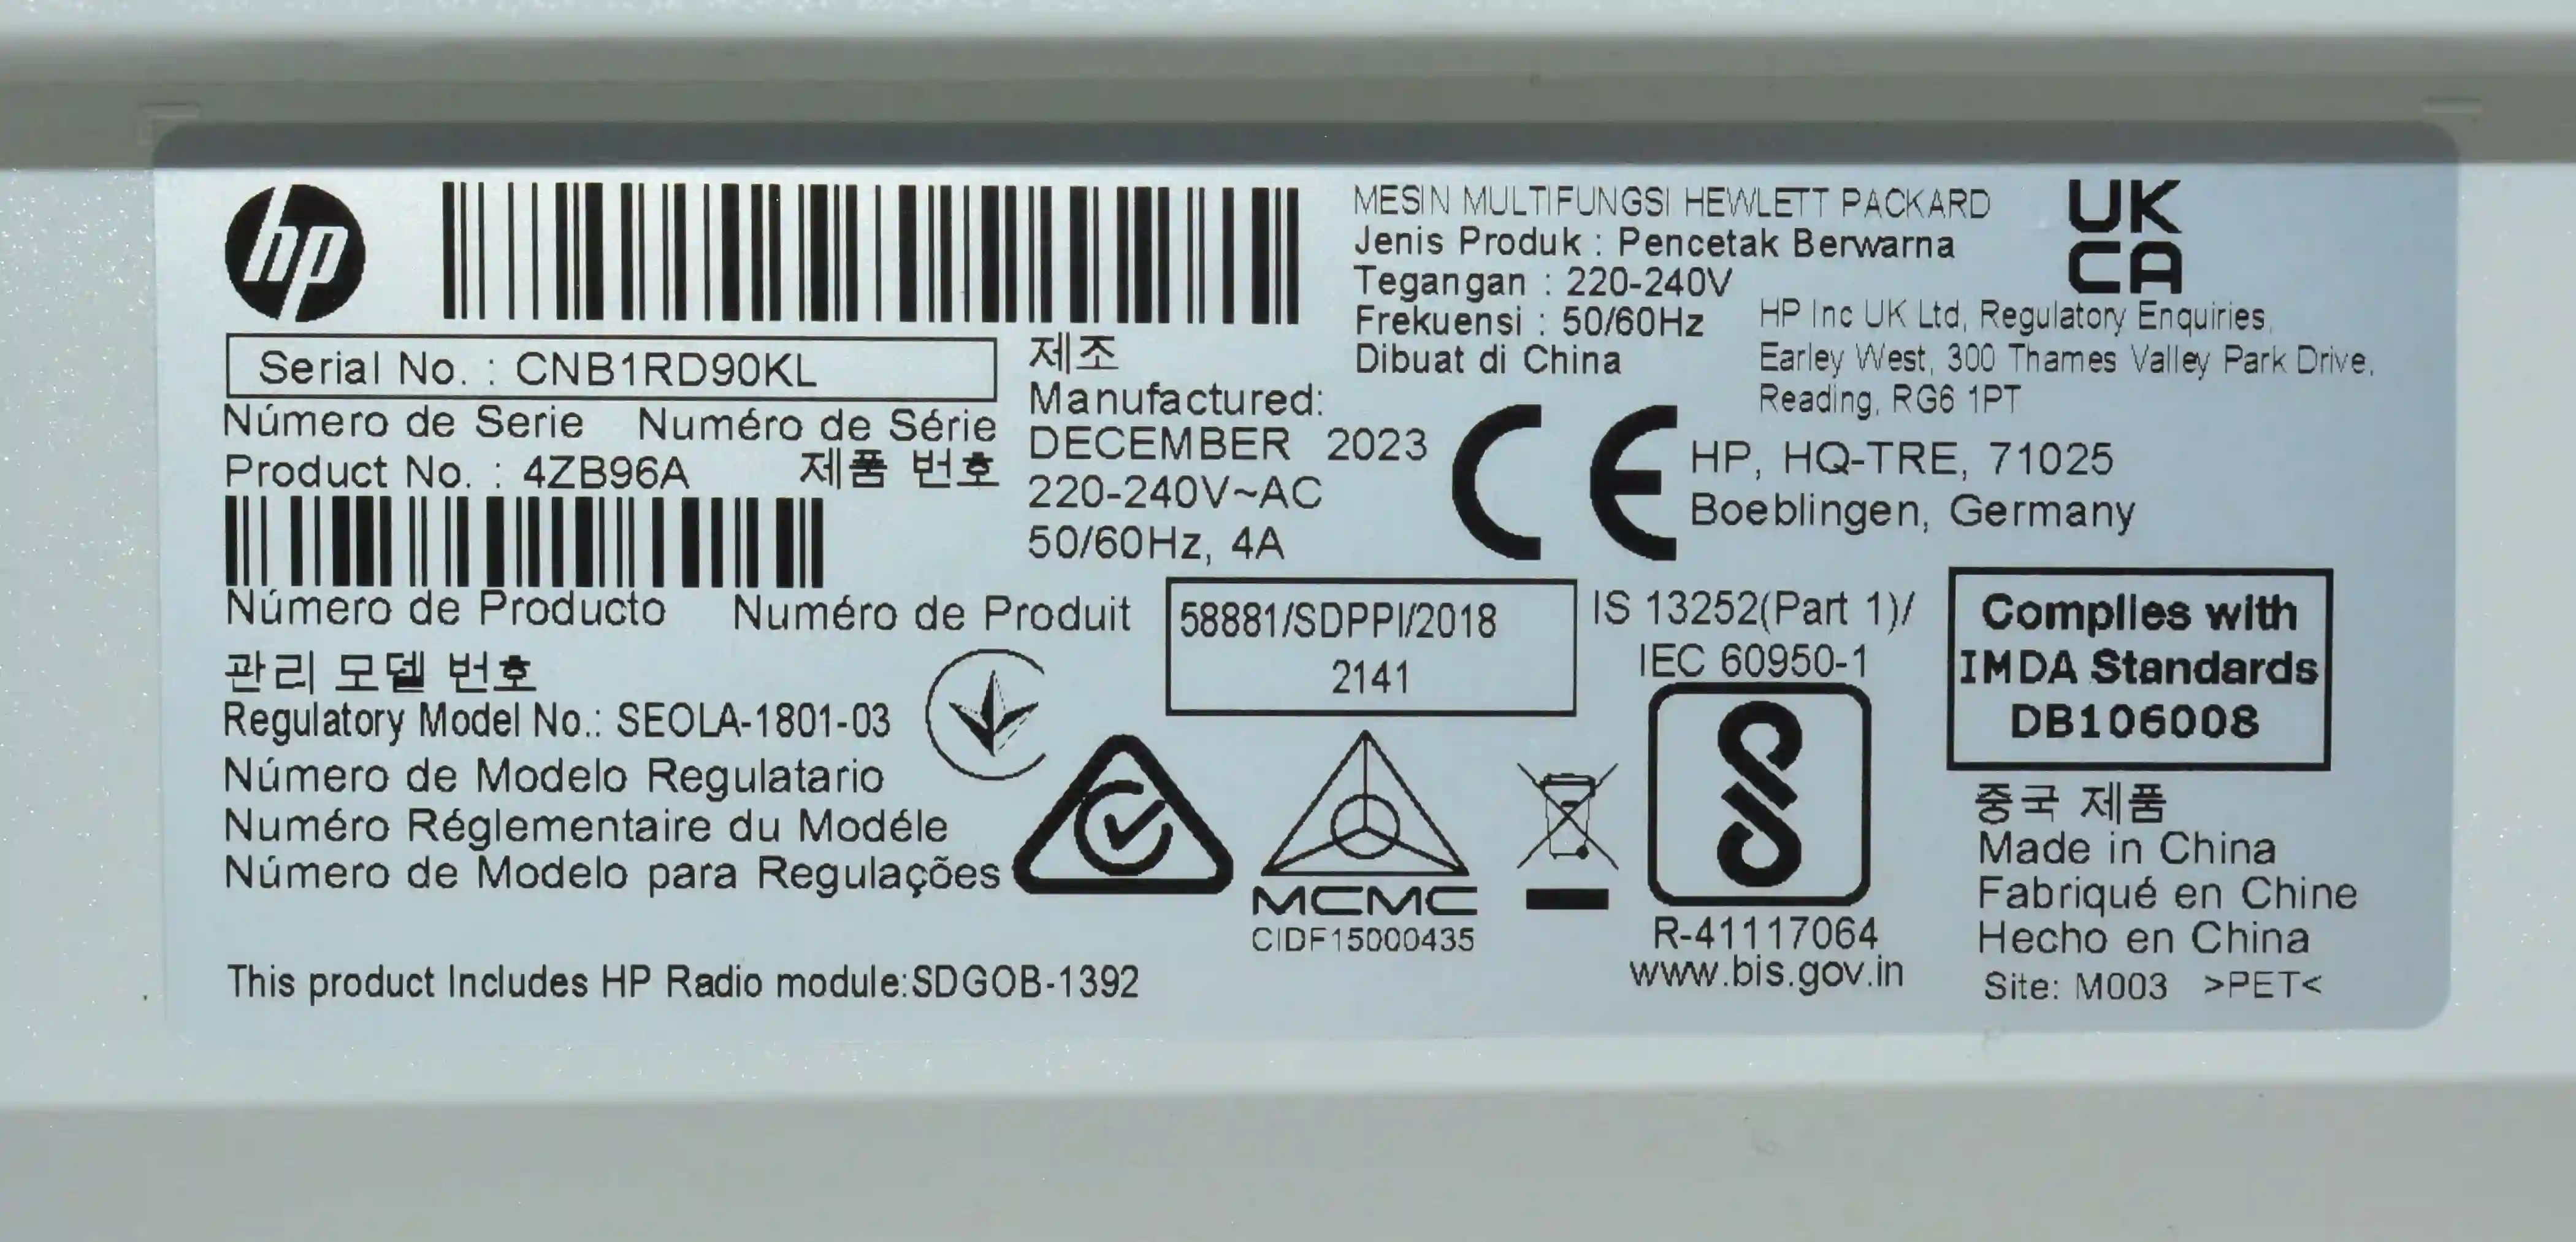 hp
Serial No. : CNB1RD90KL
Número de Serie Numéro de Série
Product No. : 4ZB96A 제품 번호
Número de Producto Numéro de Produit
관리 모델 번호
Regulatory Model No.: SEOLA-1801-03
Número de Modelo Regulatario
Numéro Réglementaire du Modéle
Número de Modelo para Regulações
This product Includes HP Radio module:SDGOB-1392
제조
Manufactured:
DECEMBER 2023
220-240V~AC
50/60Hz, 4A
MESIN MULTIFUNGSI HEWLETT PACKARD
Jenis Produk : Pencetak Berwarna
Tegangan : 220-240V
Frekuensi : 50/60Hz
Dibuat di China
UK
CA
HP Inc UK Ltd, Regulatory Enquiries,
Earley West, 300 Thames Valley Park Drive,
Reading, RG6 1PT
CE
HP, HQ-TRE, 71025
Boeblingen, Germany
58881/SDPPI/2018
2141
MCMC
CIDF15000435
IS 13252(Part 1)/
IEC 60950-1
R-41117064
www.bis.gov.in
Complies with
IMDA Standards
DB106008
중국 제품
Made in China
Fabriqué en Chine
Hecho en China
Site: M003 >PET<